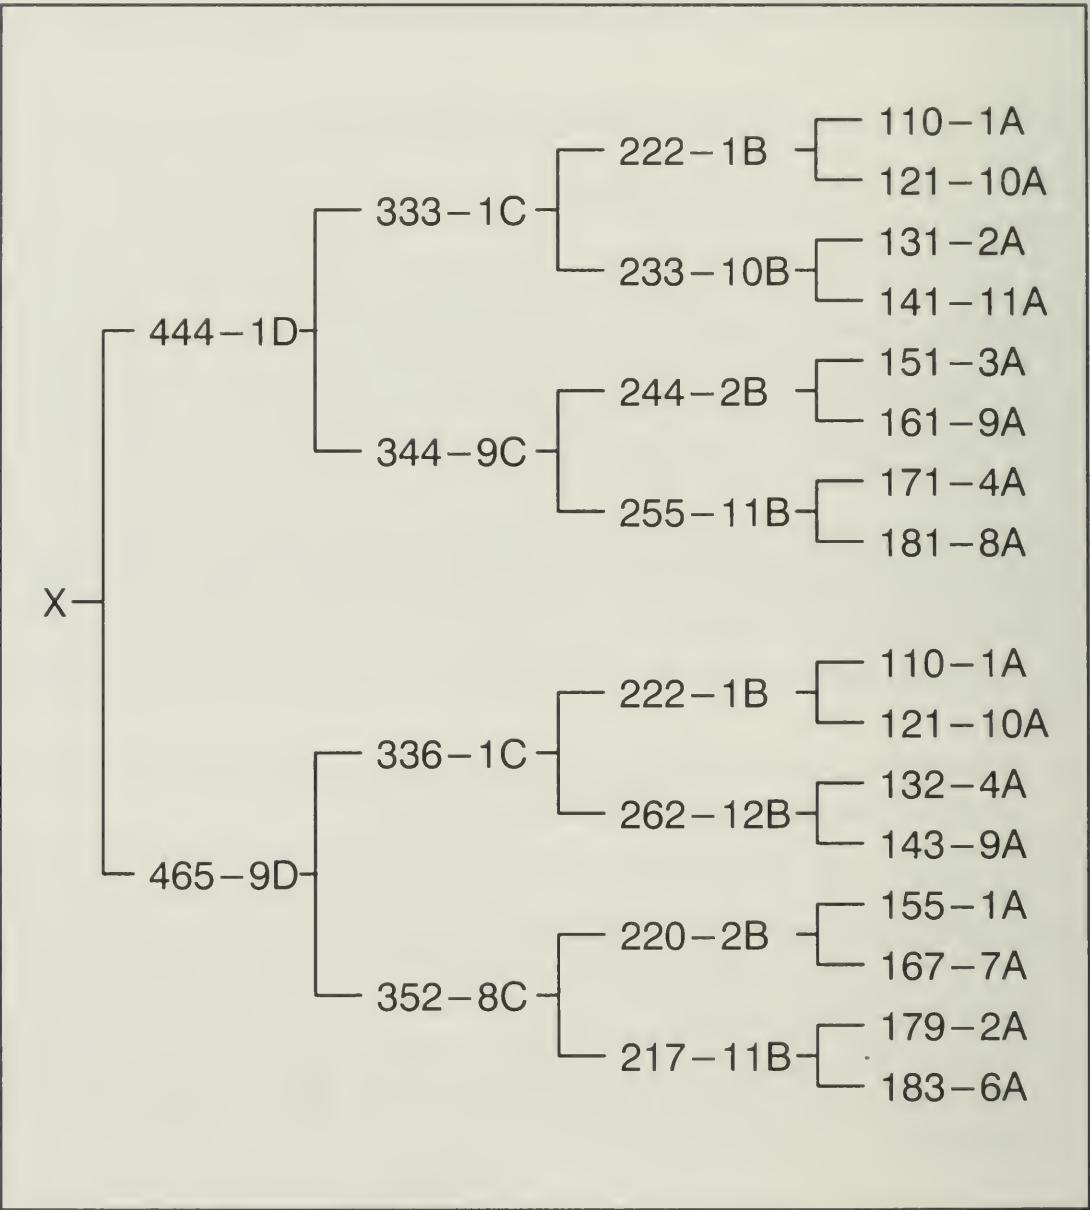 110–1A
222–1B
121–10A
333–1C
131–2A
233–10B
141–11A
444–1D
151–3A
244–2B
161–9A
344–9C
171–4A
255–11B
181–8A
X
110–1A
222–1B
121–10A
336–1C
132–4A
262–12B
143–9A
465–9D
155–1A
220–2B
167–7A
352–8C
179–2A
217–11B
183–6A